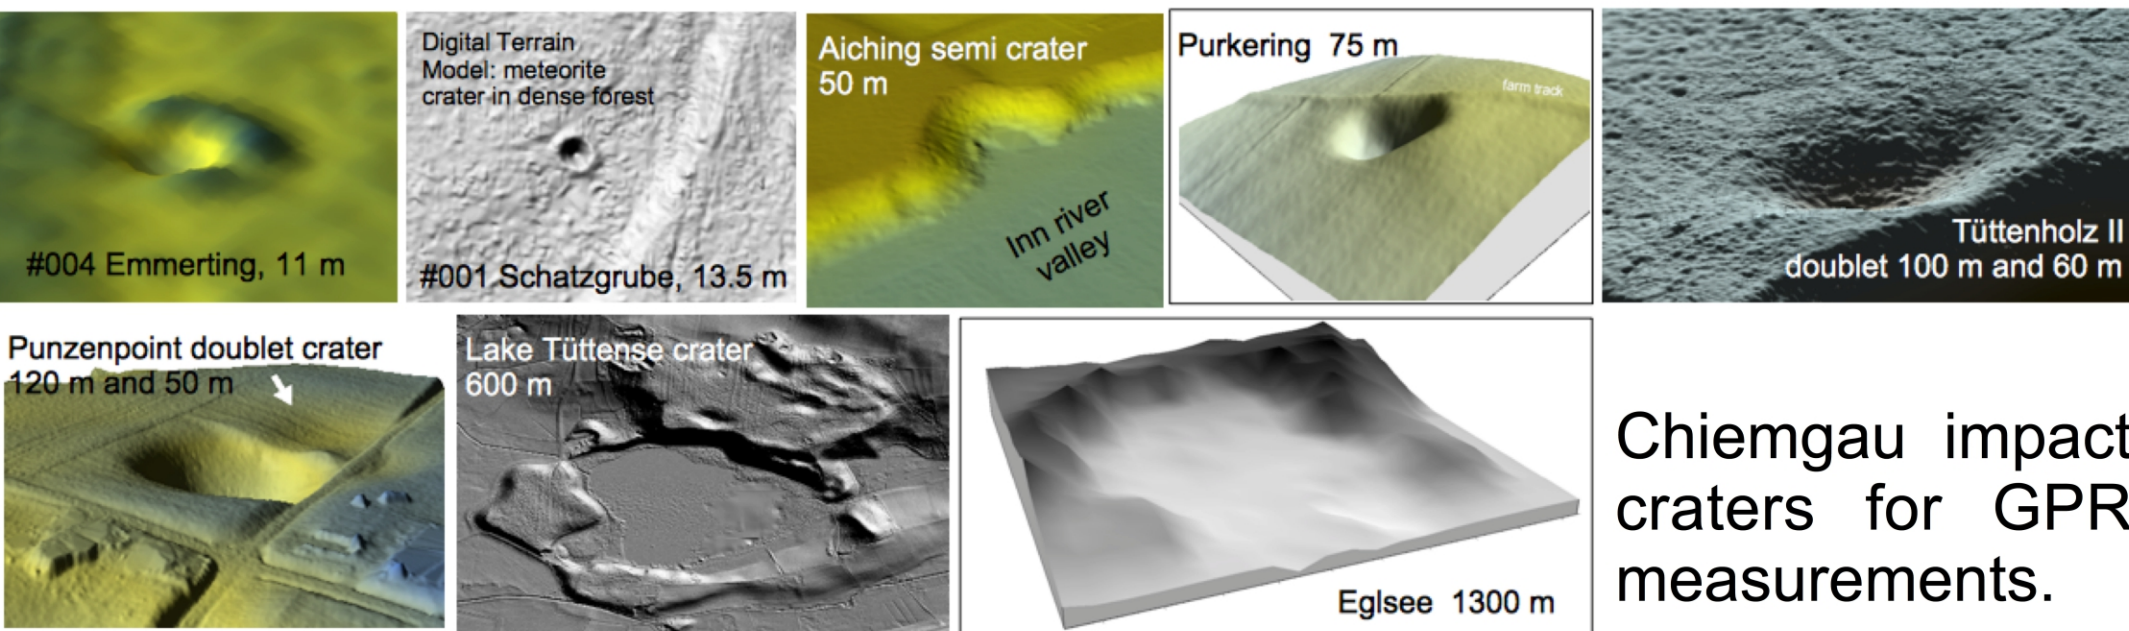 #004 Emmerting, 11 m
Digital Terrain
Model: meteorite
crater in dense forest
#001 Schatzgrube, 13.5 m
Aiching semi crater
50 m
Inn river
valley
Purkering 75 m
farm track
Tüttenholz II
doublet 100 m and 60 m
Punzenpoint doublet crater
120 m and 50 m
Lake Tüttense crater
600 m
Eglsee 1300 m
Chiemgau impact
craters for GPR
measurements.